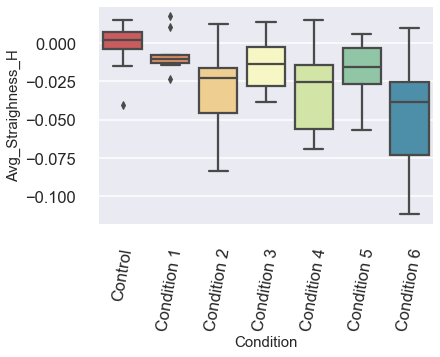 Avg_Straighness_H
0.000
−0.025
−0.050
−0.075
−0.100
Control
Condition 1
Condition 2
Condition 3
Condition 4
Condition 5
Condition 6
Condition